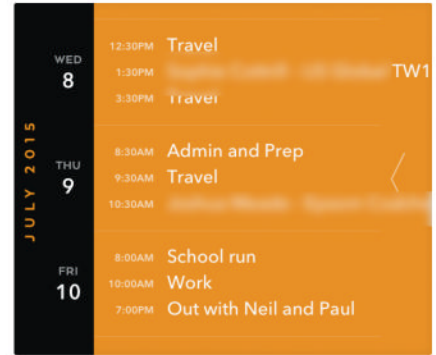 JULY 2015
WED
8
12:30PM Travel
1:30PM TW1
3:30PM Travel
THU
9
8:30AM Admin and Prep
9:30AM Travel
10:30AM
FRI
10
8:00AM School run
10:00AM Work
7:00PM Out with Neil and Paul